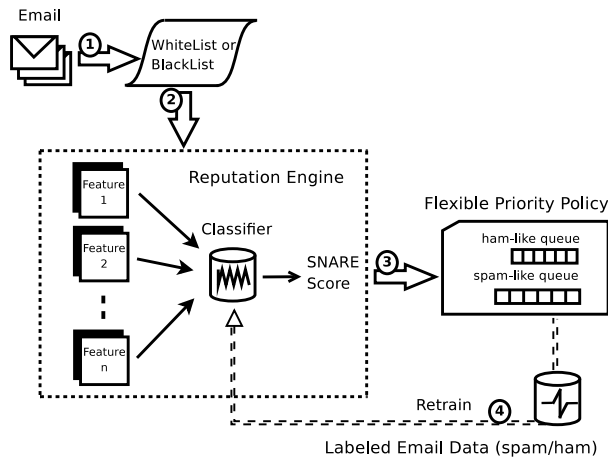 Email
1
WhiteList or
BlackList
2
Reputation Engine
Feature
1
Feature
2
Feature
n
Classifier
SNARE
Score
3
Flexible Priority Policy
ham-like queue
spam-like queue
Retrain
4
Labeled Email Data (spam/ham)